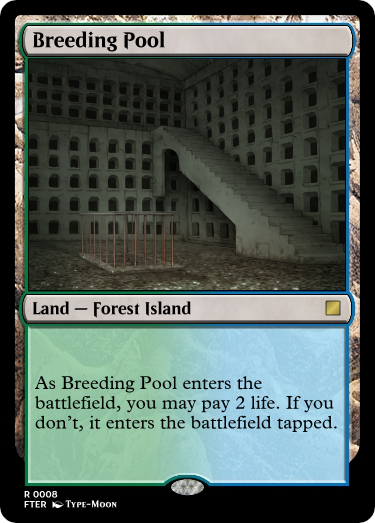 Breeding Pool
Land — Forest Island
As Breeding Pool enters the
battlefield, you may pay 2 life. If you
don't, it enters the battlefield tapped.
R 0008
FTER Type-Moon